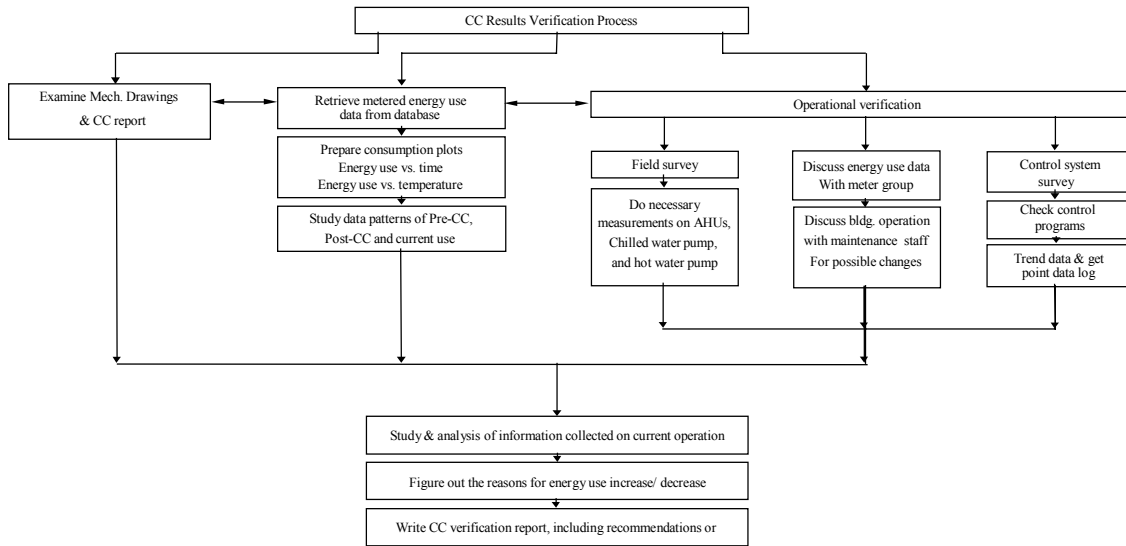 CC Results Verification Process
Examine Mech. Drawings
& CC report
Retrieve metered energy use
data from database
Prepare consumption plots
Energy use vs. time
Energy use vs. temperature
Study data patterns of Pre-CC,
Post-CC and current use
Operational verification
Field survey
Do necessary
measurements on AHUs,
Chilled water pump,
and hot water pump
Discuss energy use data
With meter group
Discuss bldg. operation
with maintenance staff
For possible changes
Control system
survey
Check control
programs
Trend data & get
point data log
Study & analysis of information collected on current operation
Figure out the reasons for energy use increase/ decrease
Write CC verification report, including recommendations or